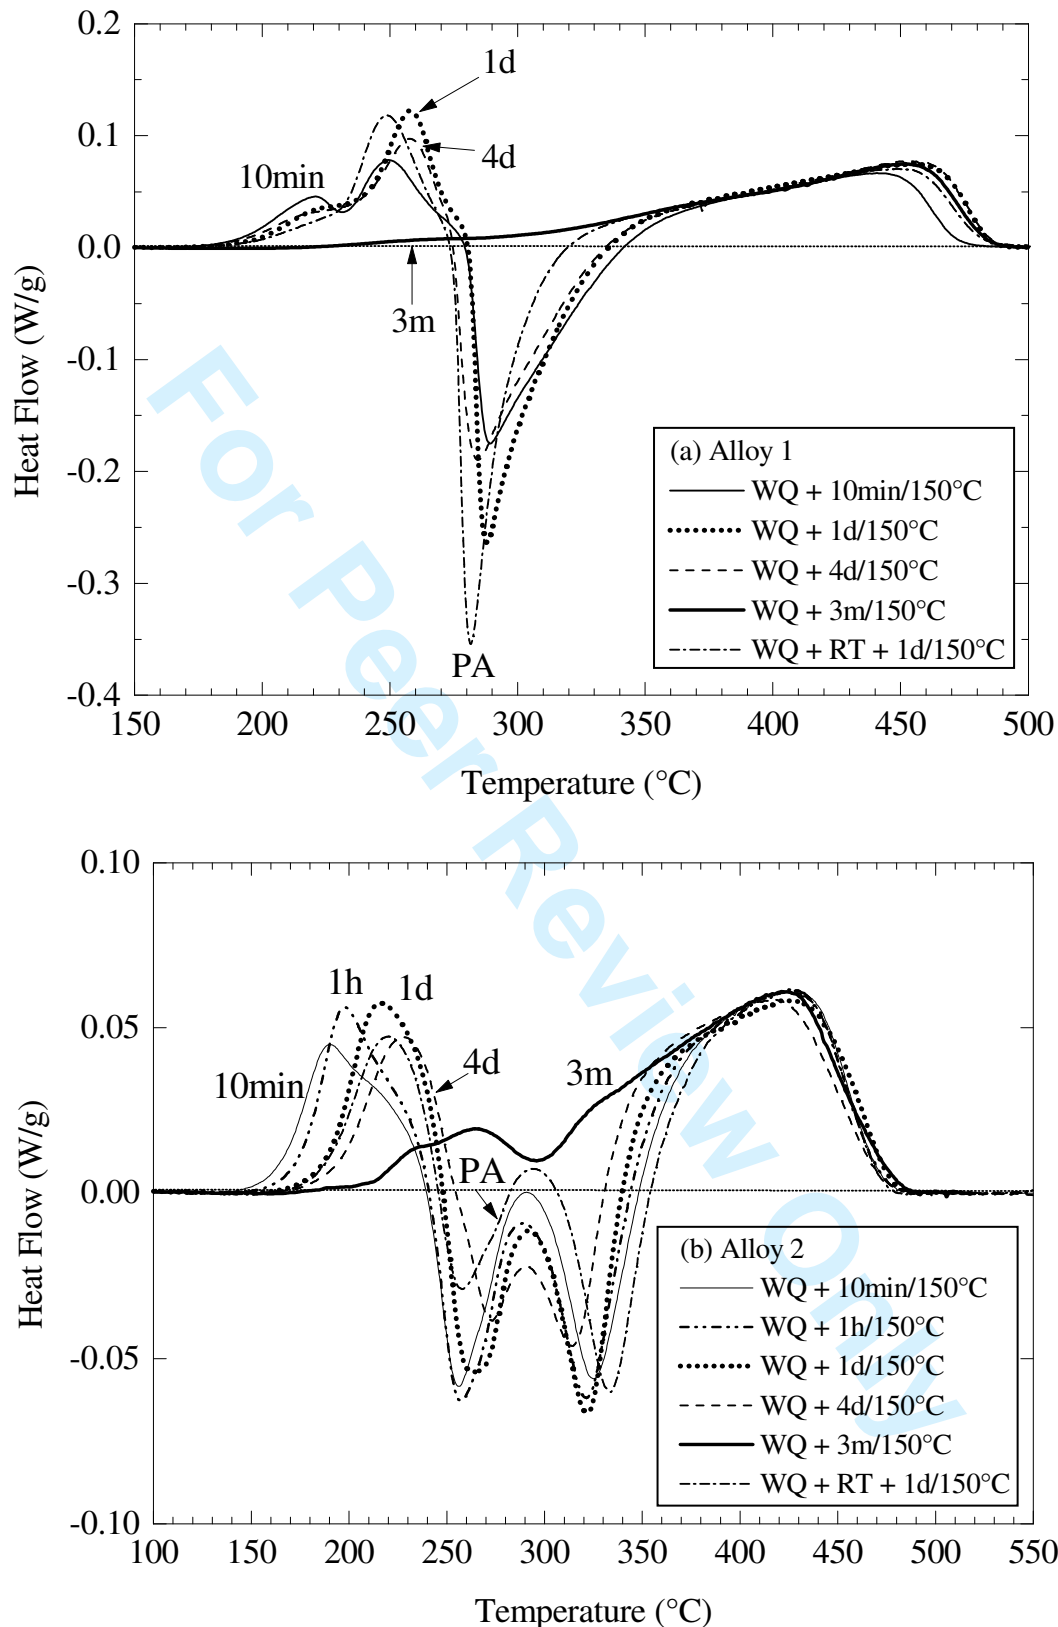 0.2
0.1
0.0
-0.1
-0.2
-0.3
-0.4
Heat Flow (W/g)
1d
4d
10min
3m
PA
(a) Alloy 1
WQ + 10min/150°C
WQ + 1d/150°C
WQ + 4d/150°C
WQ + 3m/150°C
WQ + RT + 1d/150°C
150 200 250 300 350 400 450 500
Temperature (°C)
For Peer Review Only
0.10
0.05
0.00
-0.05
-0.10
Heat Flow (W/g)
1h
1d
10min
4d
3m
PA
(b) Alloy 2
WQ + 10min/150°C
WQ + 1h/150°C
WQ + 1d/150°C
WQ + 4d/150°C
WQ + 3m/150°C
WQ + RT + 1d/150°C
100 150 200 250 300 350 400 450 500 550
Temperature (°C)